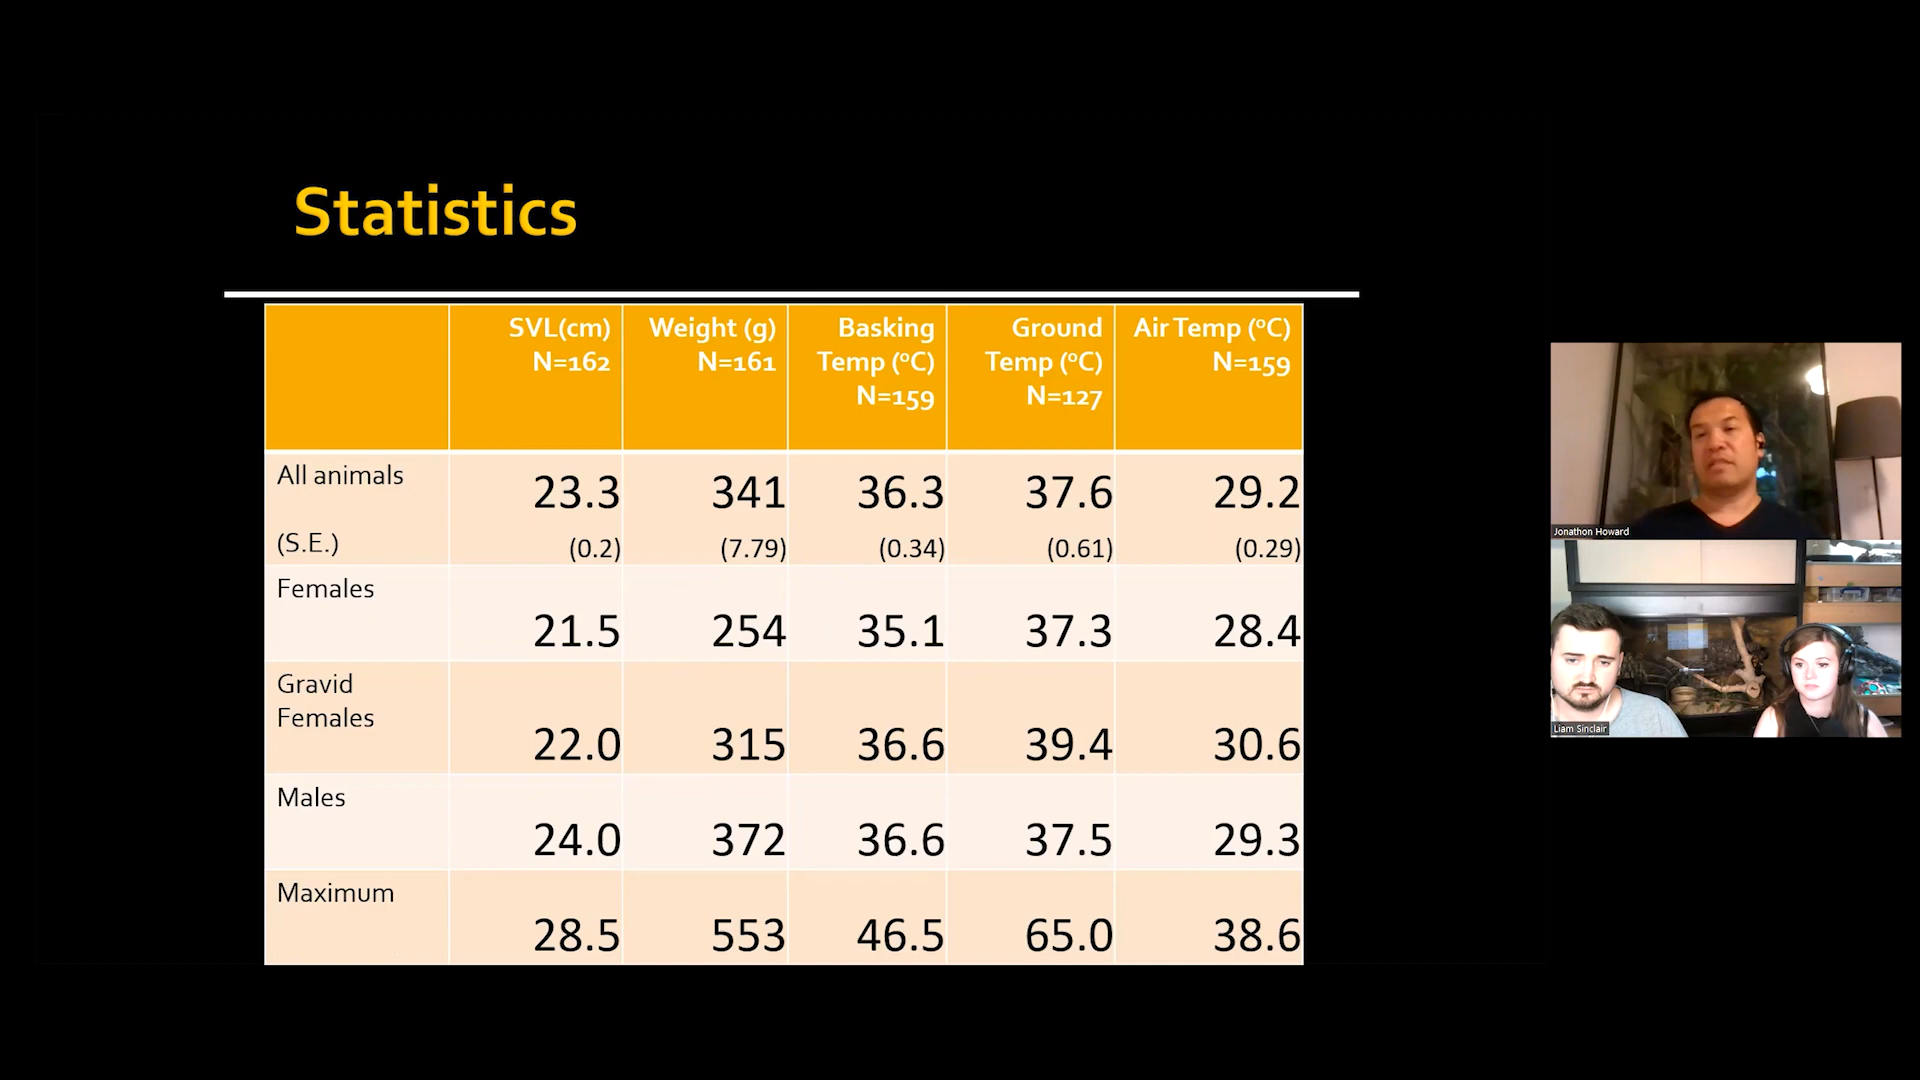 Statistics
SVL(cm) N=162
Weight (g) N=161
Basking Temp (ºC) N=159
Ground Temp (ºC) N=127
Air Temp (ºC) N=159
All animals 23.3 341 36.3 37.6 29.2
(S.E.) (0.2) (7.79) (0.34) (0.61) (0.29)
Females 21.5 254 35.1 37.3 28.4
Gravid Females 22.0 315 36.6 39.4 30.6
Males 24.0 372 36.6 37.5 29.3
Maximum 28.5 553 46.5 65.0 38.6
Jonathon Howard
Liam Sinclair